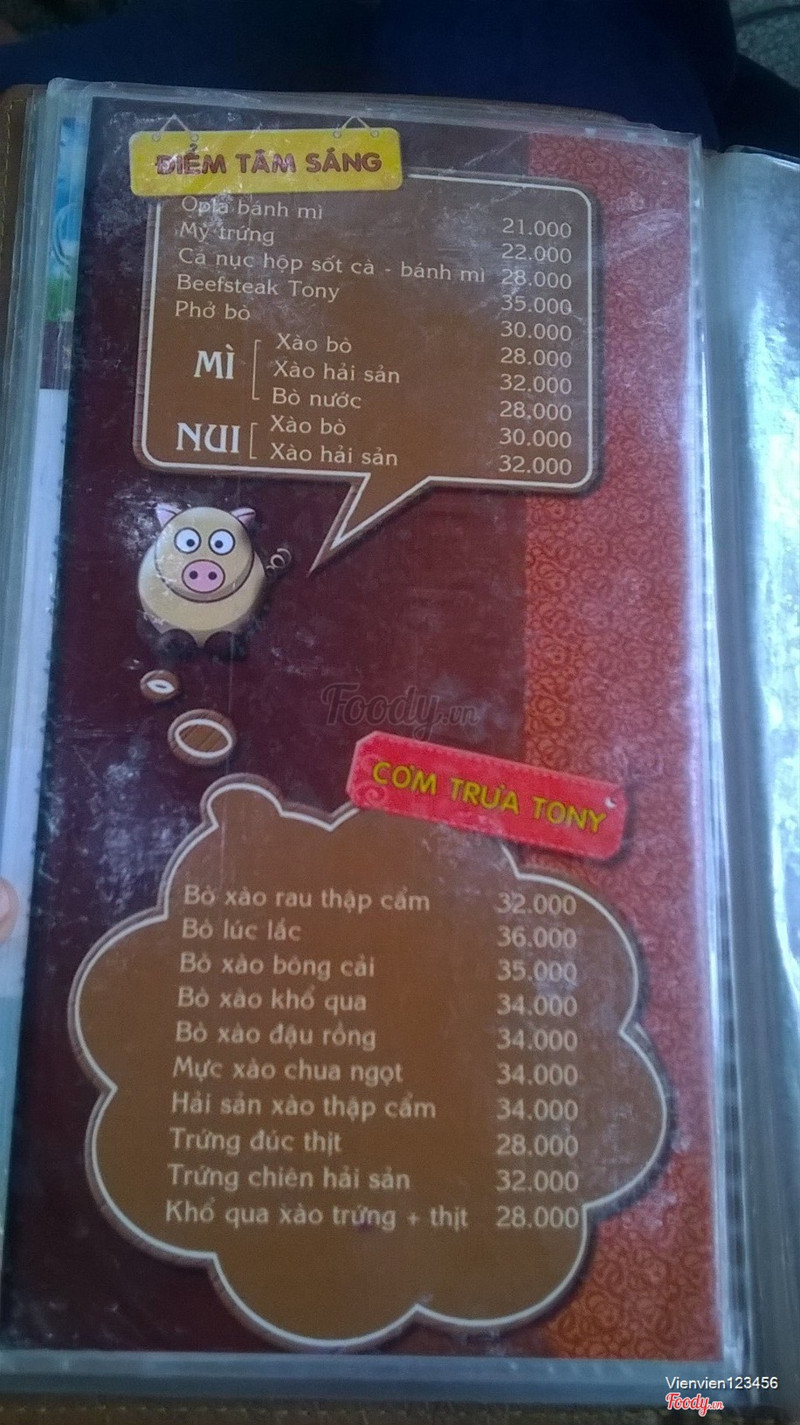 ĐIỂM TÂM SÁNG
Opla bánh mì 21.000
Mỳ trứng 22.000
Cá nục hộp sốt cà - bánh mì 28.000
Beefsteak Tony 35.000
Phở bò 30.000
MÌ
Xào bò 28.000
Xào hải sản 32.000
Bò nước 28.000
NUI
Xào bò 30.000
Xào hải sản 32.000
Foody.vn
CƠM TRƯA TONY
Bò xào rau thập cẩm 32.000
Bò lúc lắc 36.000
Bò xào bông cải 35.000
Bò xào khổ qua 34.000
Bò xào đậu rồng 34.000
Mực xào chua ngọt 34.000
Hải sản xào thập cẩm 34.000
Trứng đúc thịt 28.000
Trứng chiên hải sản 32.000
Khổ qua xào trứng + thịt 28.000
Vienvien123456
Foody.vn